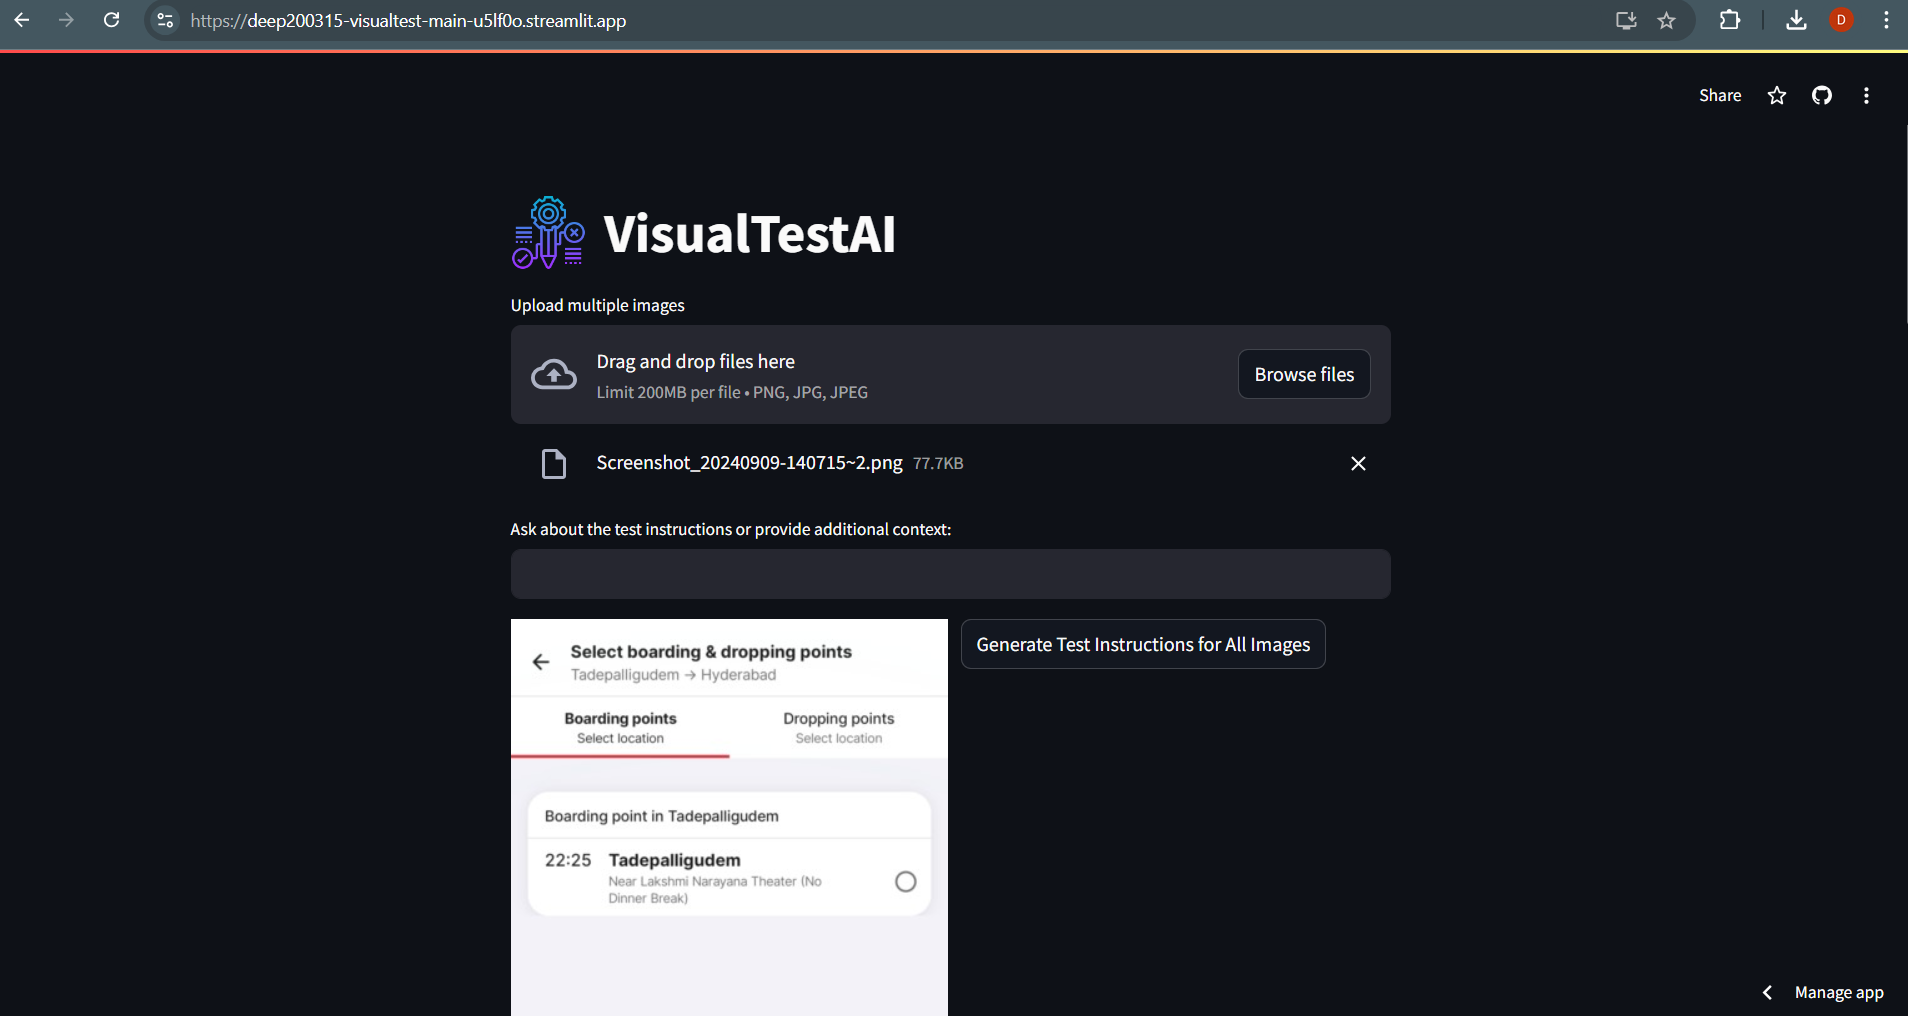 https://deep200315-visualtest-main-u5lf0o.streamlit.app
D
Share
VisualTestAI
Upload multiple images
Drag and drop files here
Limit 200MB per file • PNG, JPG, JPEG
Browse files
Screenshot_20240909-140715~2.png 77.7KB
Ask about the test instructions or provide additional context:
Select boarding & dropping points
Tadepalligudem → Hyderabad
Generate Test Instructions for All Images
Boarding points
Select location
Dropping points
Select location
Boarding point in Tadepalligudem
22:25 Tadepalligudem
Near Lakshmi Narayana Theater (No
Dinner Break)
Manage app